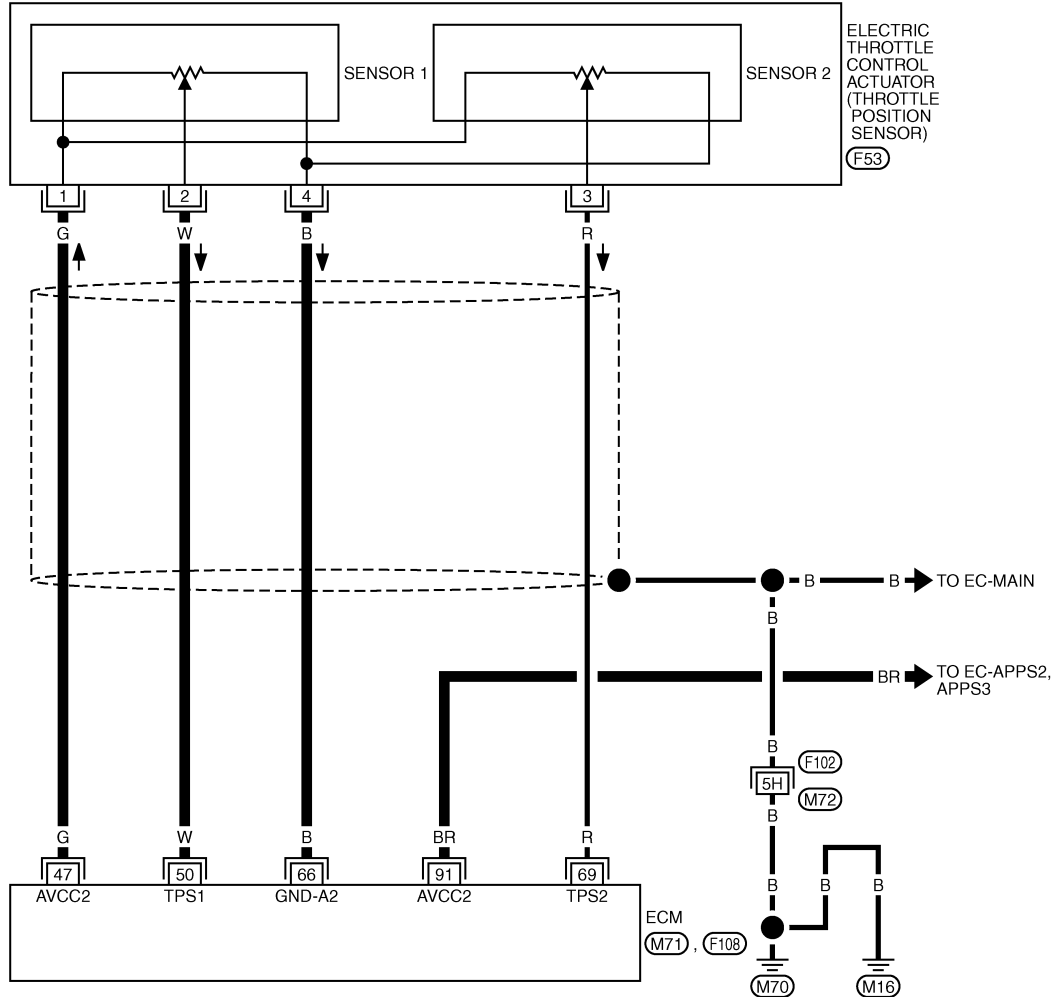 SENSOR 1
SENSOR 2
ELECTRIC
THROTTLE
CONTROL
ACTUATOR
(THROTTLE
POSITION
SENSOR)
F53
1 2 4 3
G W B R
B B TO EC-MAIN
B
BR TO EC-APPS2,
APPS3
B
F102
5H
M72
B
G W B BR R
47 50 66 91 69
AVCC2 TPS1 GND-A2 AVCC2 TPS2
B B B
ECM
M71 , F108
M70 M16